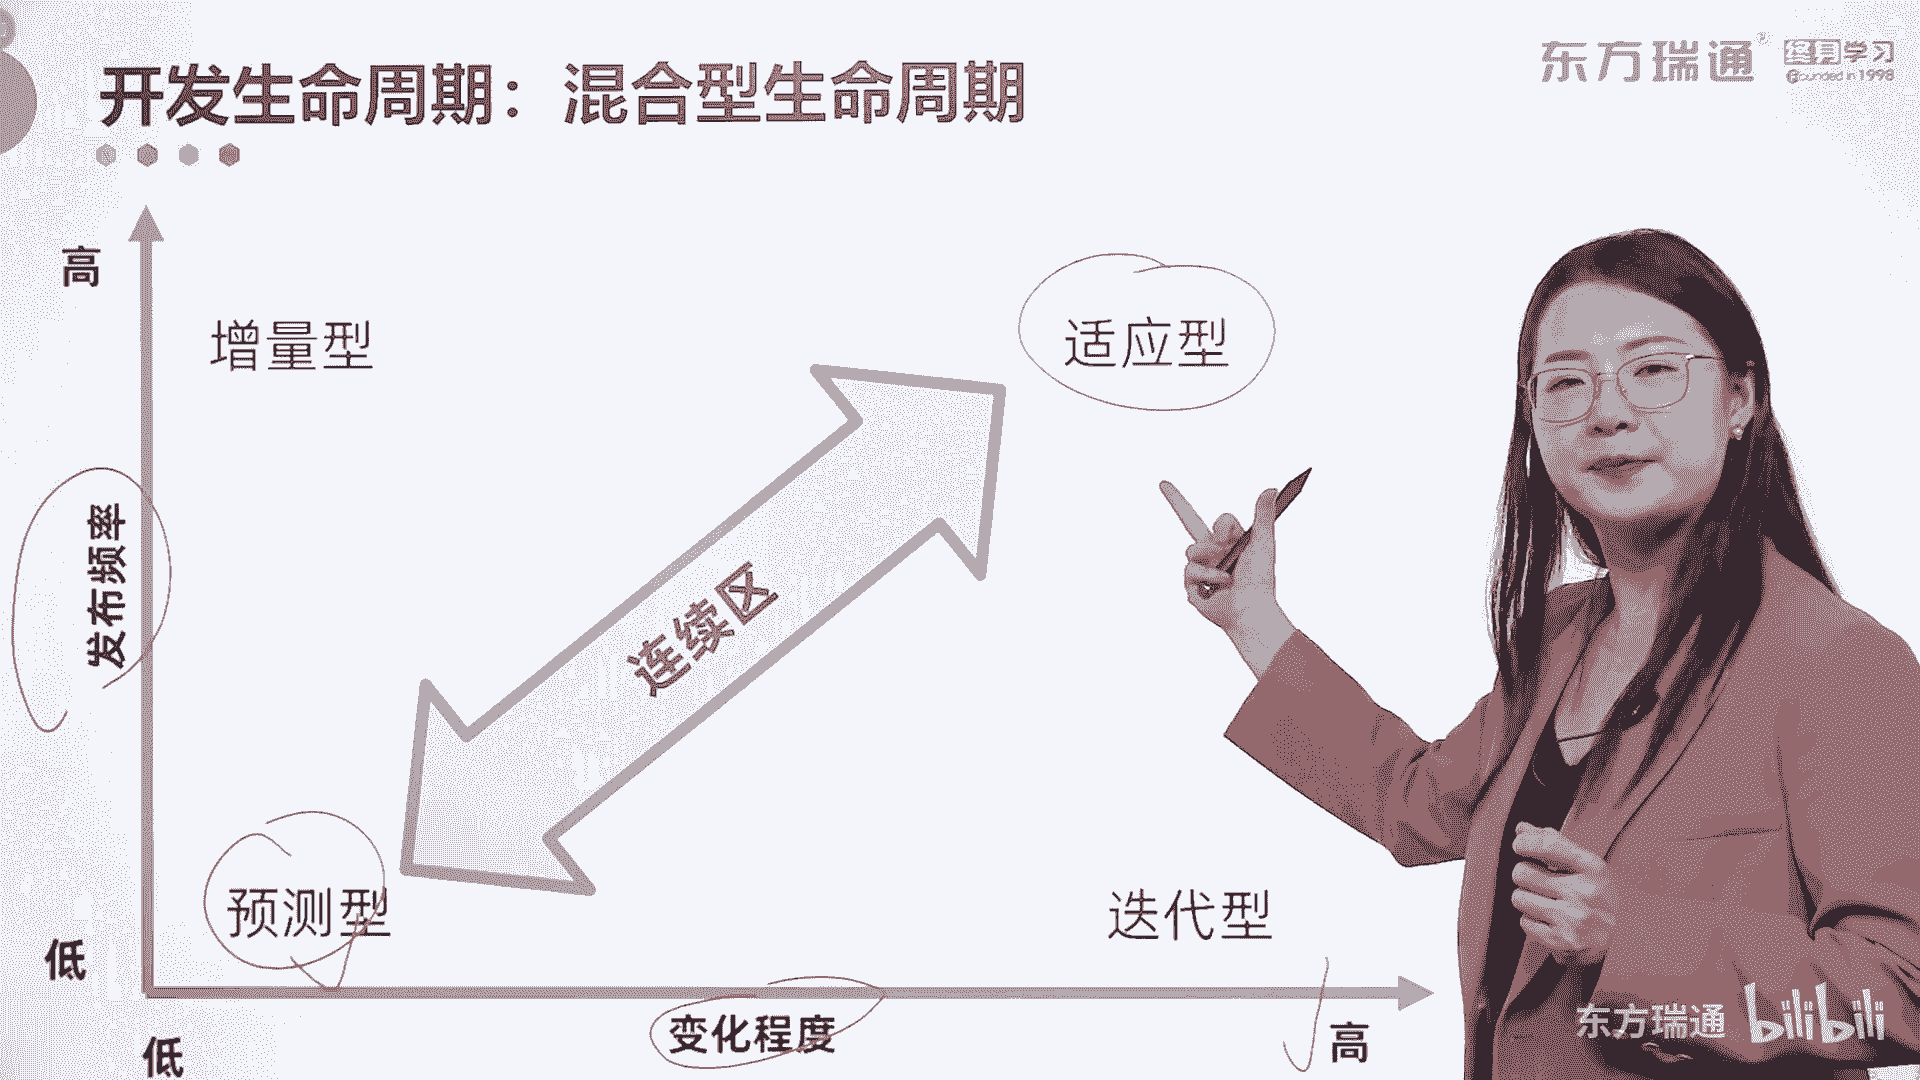 开发生命周期：混合型生命周期
东方瑞通®
终身学习
Founded in 1998
高
增量型
适应型
发布频率
连续区
预测型
迭代型
低
低
变化程度
高
东方瑞通
bilibili